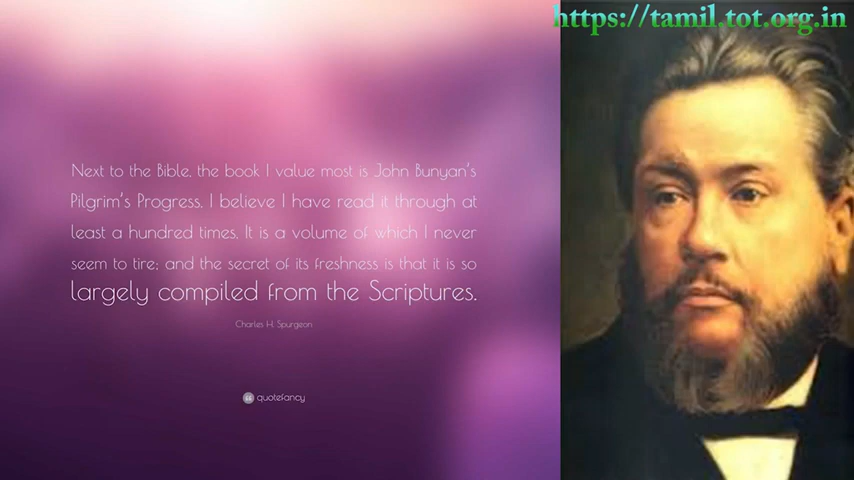 https://tamil.tot.org.in
Next to the Bible, the book I value most is John Bunyan's
Pilgrim's Progress, I believe I have read it through at
least a hundred times. It is a volume of which I never
seem to tire; and the secret of its freshness is that it is so
largely compiled from the Scriptures.
Charles H. Spurgeon
quotefancy